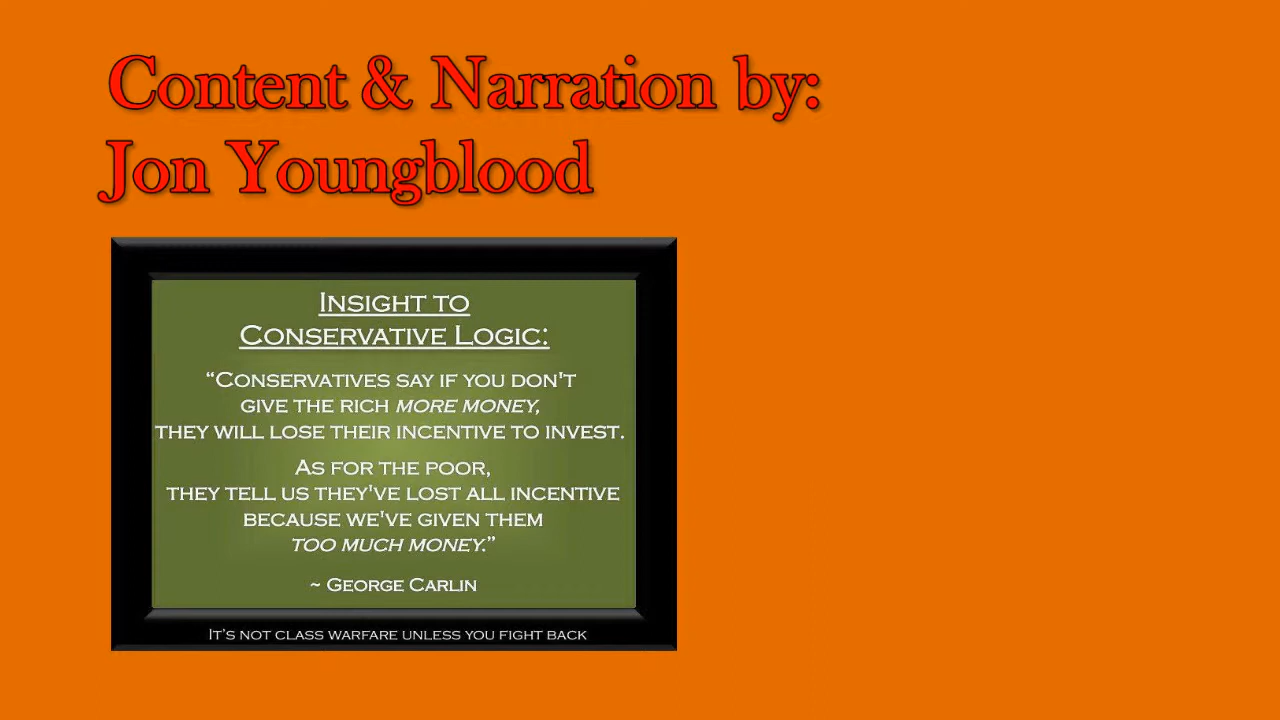 Content & Narration by:
Jon Youngblood
INSIGHT TO
CONSERVATIVE LOGIC:
“CONSERVATIVES SAY IF YOU DON'T
GIVE THE RICH MORE MONEY,
THEY WILL LOSE THEIR INCENTIVE TO INVEST.
AS FOR THE POOR,
THEY TELL US THEY'VE LOST ALL INCENTIVE
BECAUSE WE'VE GIVEN THEM
TOO MUCH MONEY.”
~ GEORGE CARLIN
IT'S NOT CLASS WARFARE UNLESS YOU FIGHT BACK